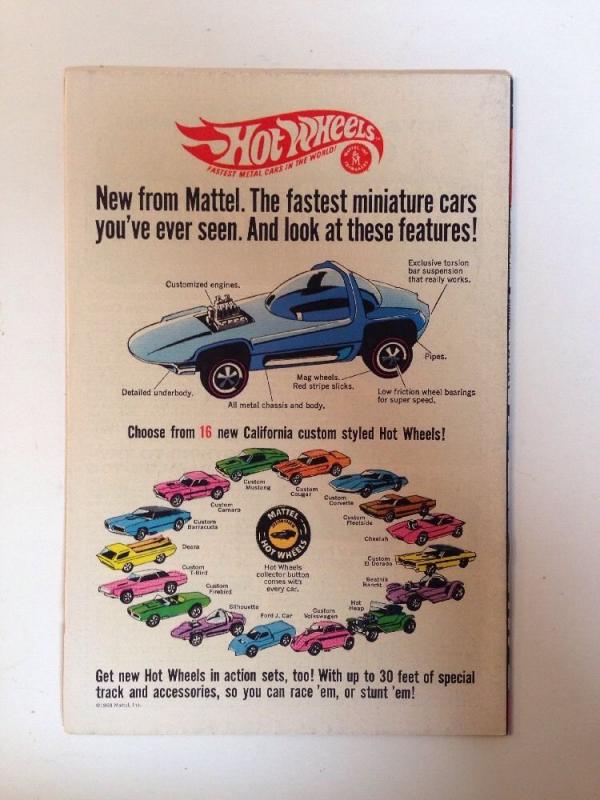 Hot Wheels
FASTEST METAL CARS IN THE WORLD!
New from Mattel. The fastest miniature cars
you've ever seen. And look at these features!
Exclusive torsion
bar suspension
that really works.
Customized engines.
Pipes.
Mag wheels.
Red stripe slicks.
Detailed underbody.
Low friction wheel bearings
for super speed.
All metal chassis and body.
Choose from 16 new California custom styled Hot Wheels!
Custom
Mustang
Custom
Cougar
Custom
Corvette
Custom
Camaro
Custom
Fleetside
Custom
Barracuda
Cheetah
Deora
Custom
El Dorado
Custom
T-Bird
Beatnik
Bandit
Custom
Firebird
Hot
Heap
Silhouette
Ford J. Car
Custom
Volkswagen
MATTEL
HOT WHEELS
Hot Wheels
collector button
comes with
every car.
Get new Hot Wheels in action sets, too! With up to 30 feet of special
track and accessories, so you can race 'em, or stunt 'em!
©1968 Mattel, Inc.